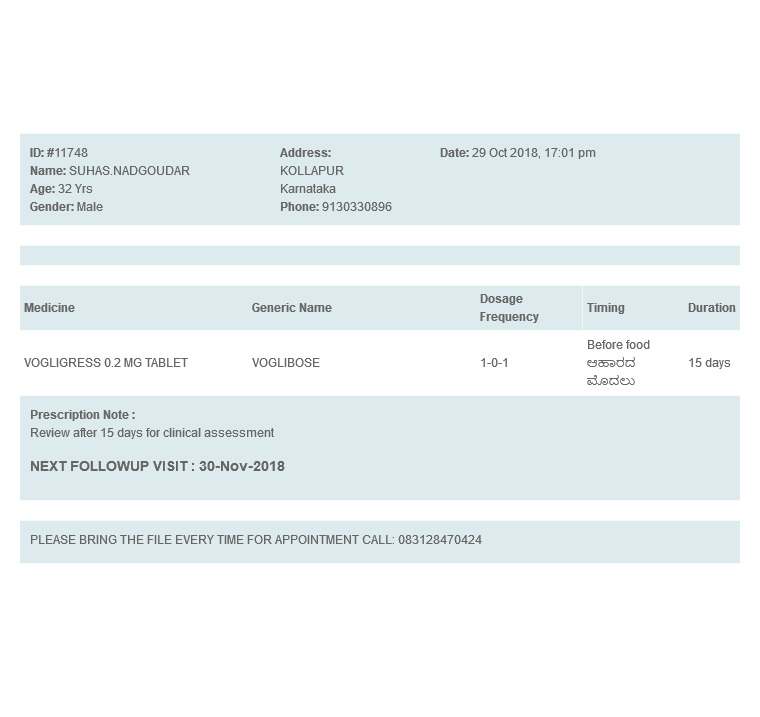 ID: #11748
Name: SUHAS.NADGOUDAR
Age: 32 Yrs
Gender: Male
Address:
KOLLAPUR
Karnataka
Phone: 9130330896
Date: 29 Oct 2018, 17:01 pm
Medicine Generic Name Dosage Frequency Timing Duration
VOGLIGRESS 0.2 MG TABLET VOGLIBOSE 1-0-1 Before food ಆಹಾರದ ಮೊದಲು 15 days
Prescription Note :
Review after 15 days for clinical assessment
NEXT FOLLOWUP VISIT : 30-Nov-2018
PLEASE BRING THE FILE EVERY TIME FOR APPOINTMENT CALL: 083128470424